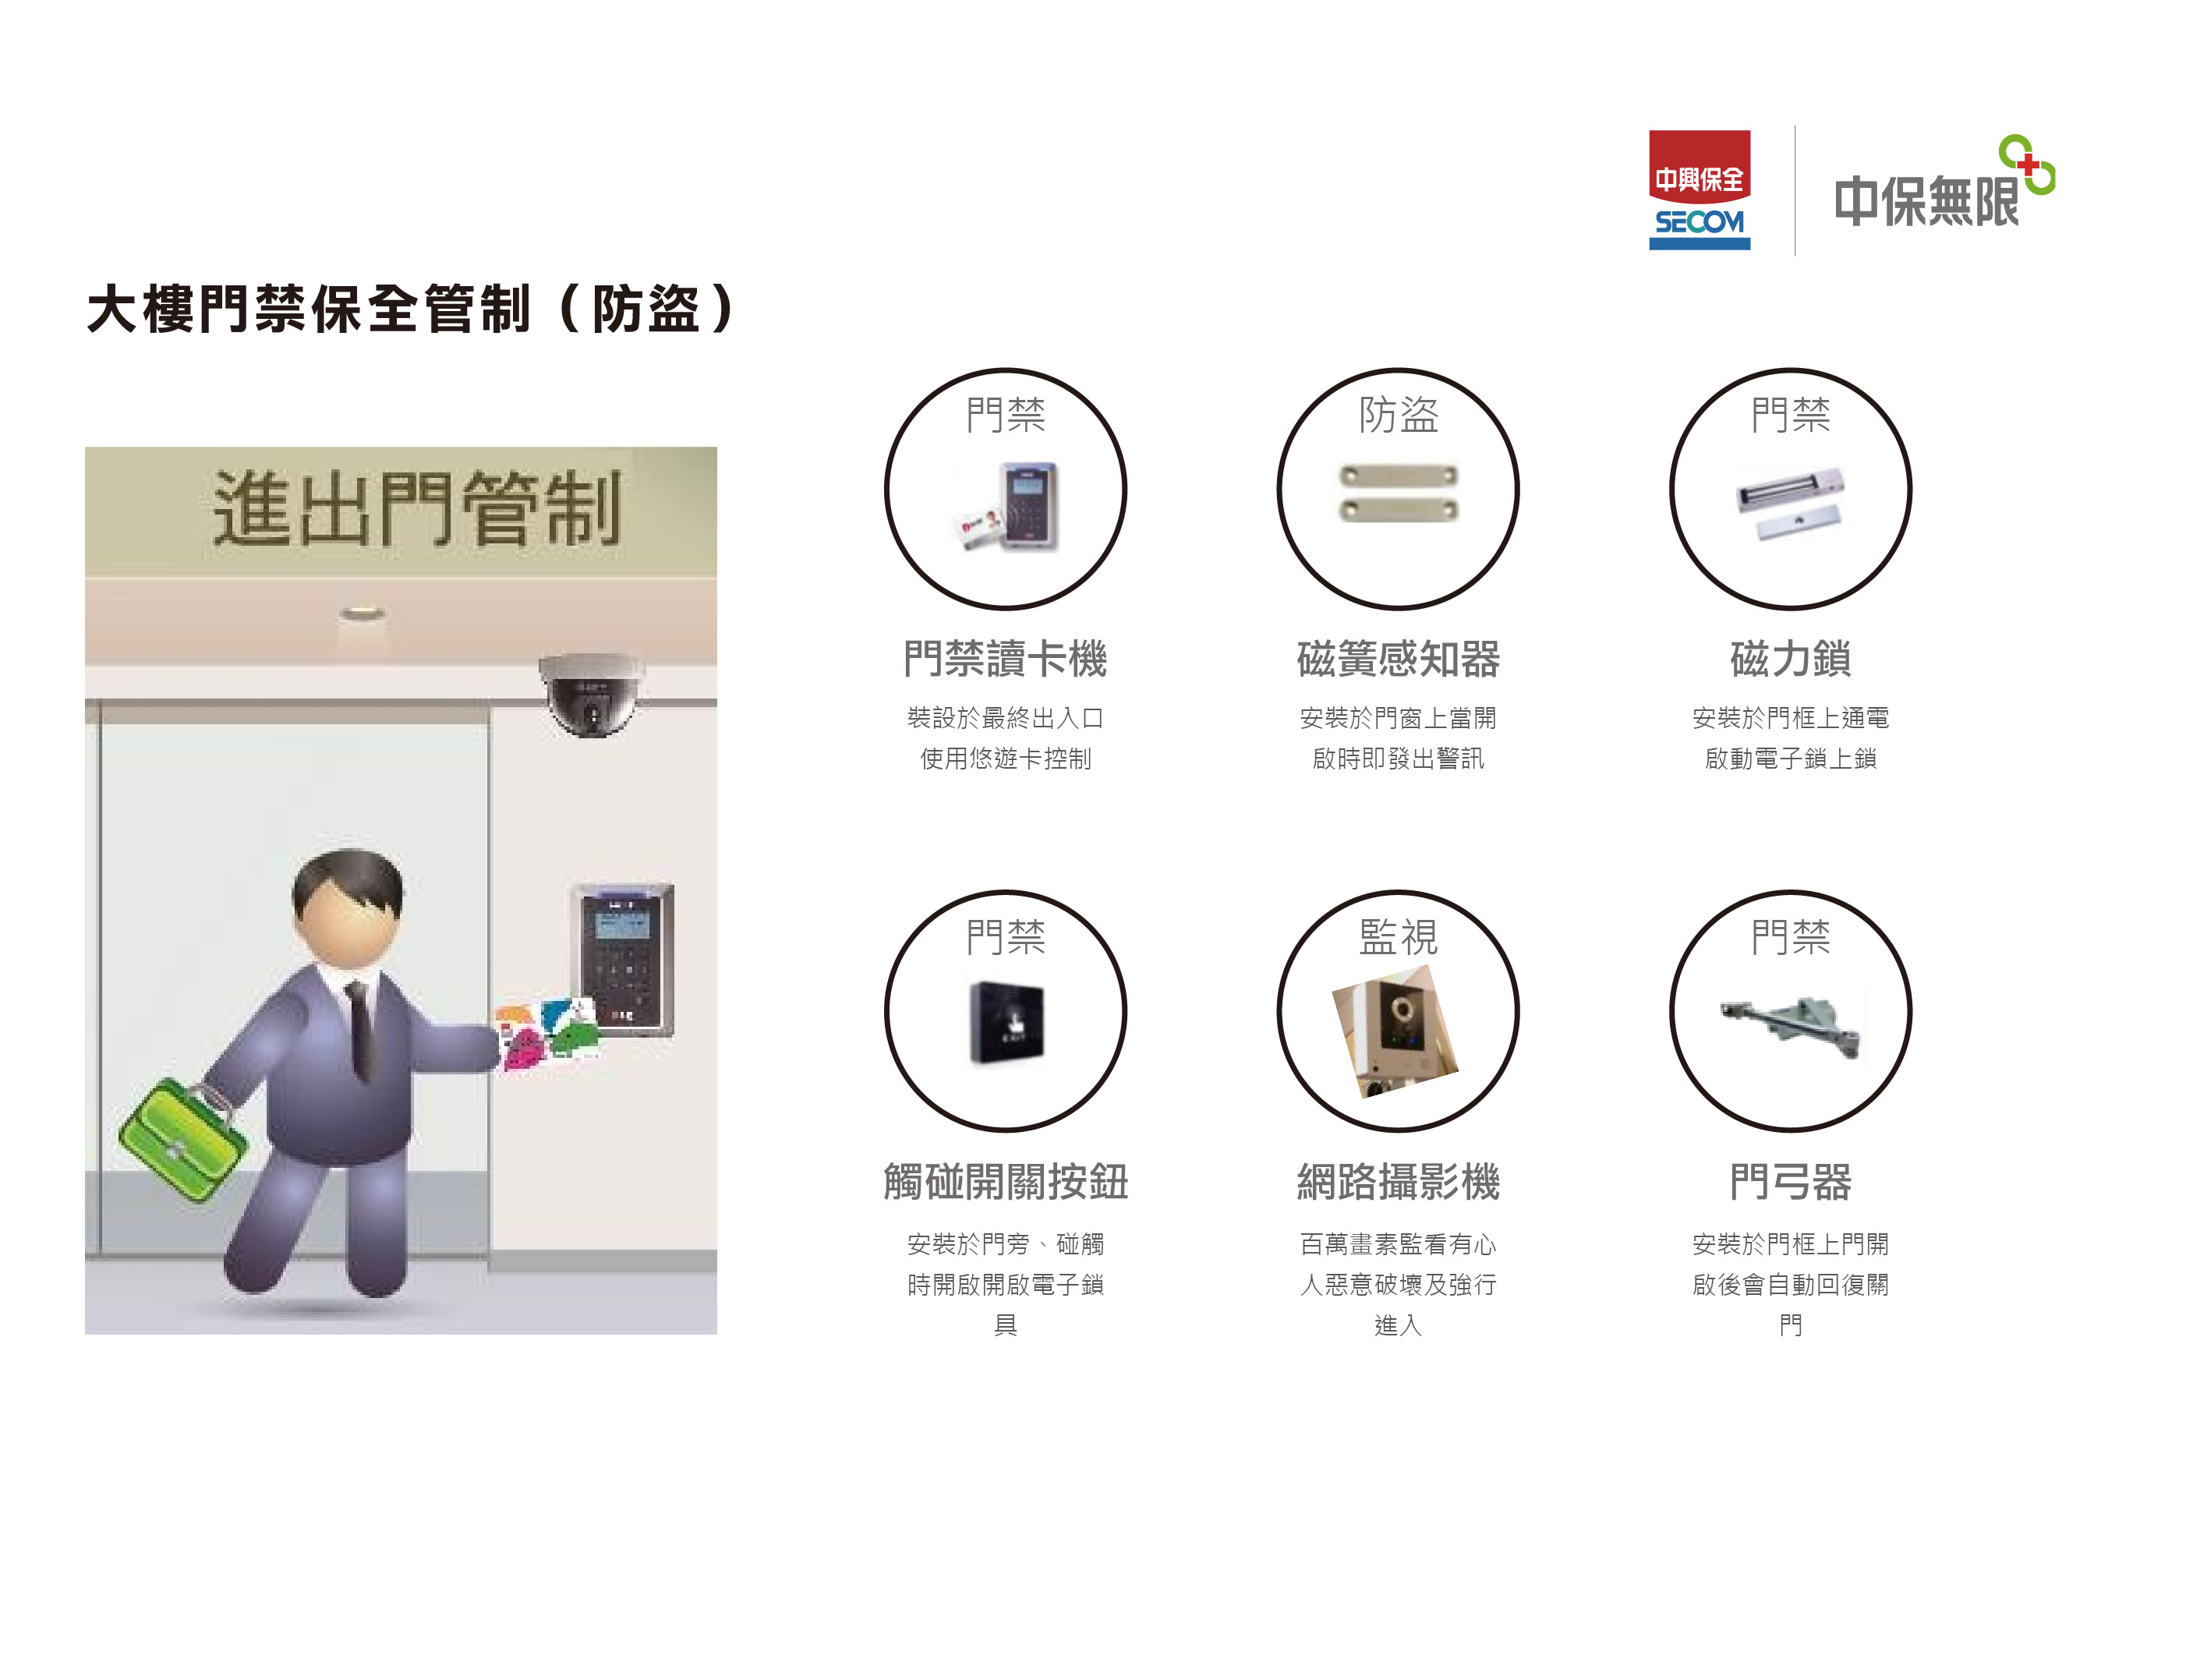 中興保全
SECOM
中保無限
大樓門禁保全管制（防盜）
進出門管制
門禁
防盜
門禁
門禁讀卡機
磁簧感知器
磁力鎖
裝設於最終出入口
使用悠遊卡控制
安裝於門窗上當開
啟時即發出警訊
安裝於門框上通電
啟動電子鎖上鎖
門禁
EXIT
監視
門禁
觸碰開關按鈕
網路攝影機
門弓器
安裝於門旁、碰觸
時開啟開啟電子鎖
具
百萬畫素監看有心
人惡意破壞及強行
進入
安裝於門框上門開
啟後會自動回復關
門